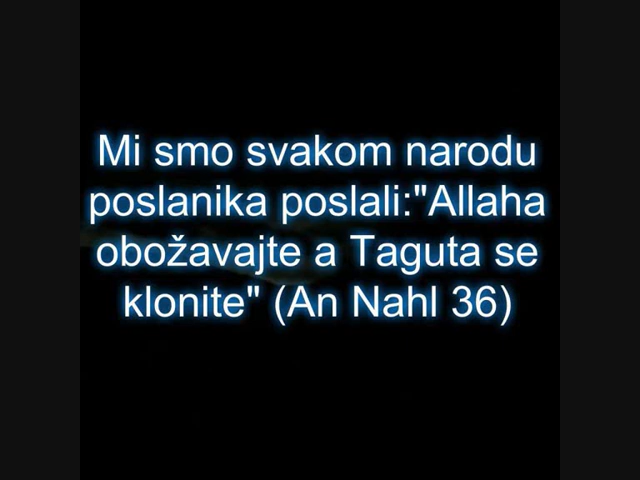 Mi smo svakom narodu
poslanika poslali:"Allaha
obožavajte a Taguta se
klonite" (An Nahl 36)